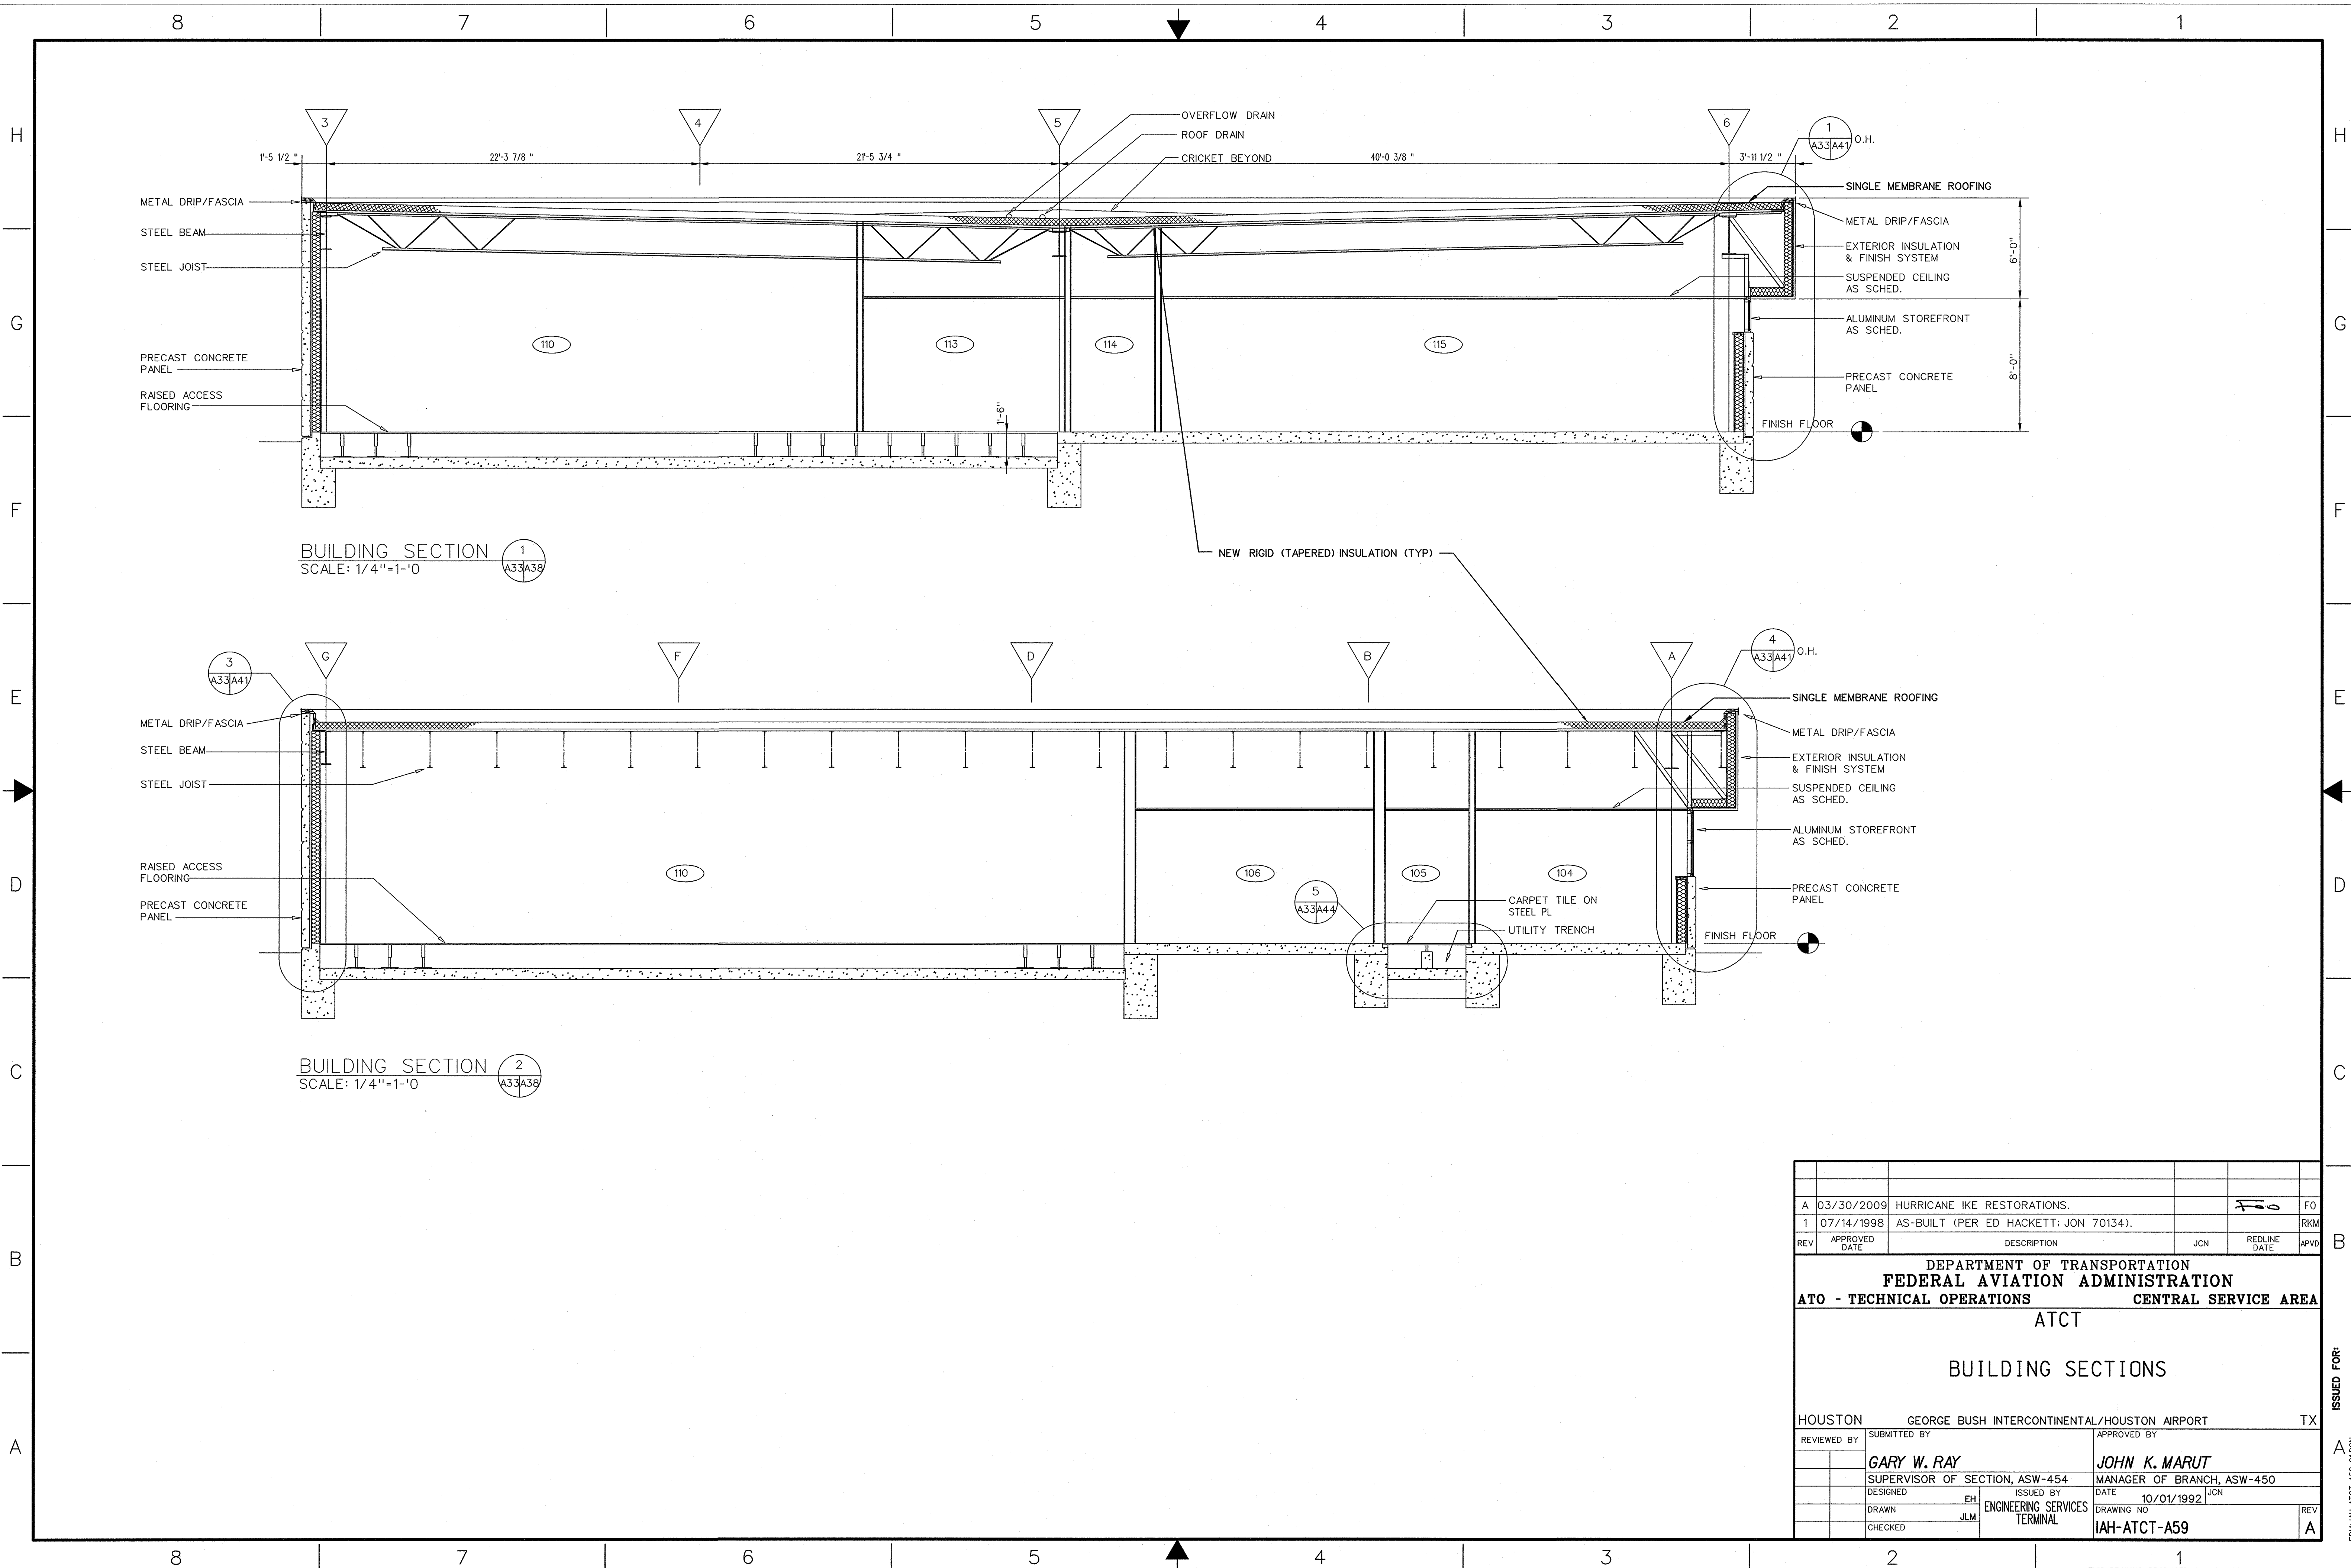 8 7 6 5 4 3 2 1
H
H
3
4
5
6
1
A33 A41
O.H.
OVERFLOW DRAIN
ROOF DRAIN
CRICKET BEYOND
1'-5 1/2 "
22'-3 7/8 "
21'-5 3/4 "
40'-0 3/8 "
3'-11 1/2 "
METAL DRIP/FASCIA
STEEL BEAM
STEEL JOIST
PRECAST CONCRETE
PANEL
RAISED ACCESS
FLOORING
110
113
114
115
1'-6"
SINGLE MEMBRANE ROOFING
METAL DRIP/FASCIA
EXTERIOR INSULATION
& FINISH SYSTEM
SUSPENDED CEILING
AS SCHED.
ALUMINUM STOREFRONT
AS SCHED.
PRECAST CONCRETE
PANEL
FINISH FLOOR
6'-0"
8'-0"
G
G
F
F
BUILDING SECTION
SCALE: 1/4"=1-'0
1
A33 A38
NEW RIGID (TAPERED) INSULATION (TYP)
E
E
3
A33 A41
G
F
D
B
A
4
A33 A41
O.H.
METAL DRIP/FASCIA
STEEL BEAM
STEEL JOIST
RAISED ACCESS
FLOORING
PRECAST CONCRETE
PANEL
110
106
105
104
5
A33 A44
CARPET TILE ON
STEEL PL
UTILITY TRENCH
SINGLE MEMBRANE ROOFING
METAL DRIP/FASCIA
EXTERIOR INSULATION
& FINISH SYSTEM
SUSPENDED CEILING
AS SCHED.
ALUMINUM STOREFRONT
AS SCHED.
PRECAST CONCRETE
PANEL
FINISH FLOOR
D
D
C
C
BUILDING SECTION
SCALE: 1/4"=1-'0
2
A33 A38
B
B
A
A
A 03/30/2009 HURRICANE IKE RESTORATIONS. FO
1 07/14/1998 AS-BUILT (PER ED HACKETT; JON 70134). RKM
REV APPROVED DATE DESCRIPTION JCN REDLINE DATE APVD
DEPARTMENT OF TRANSPORTATION
FEDERAL AVIATION ADMINISTRATION
ATO - TECHNICAL OPERATIONS CENTRAL SERVICE AREA
ATCT
BUILDING SECTIONS
HOUSTON GEORGE BUSH INTERCONTINENTAL/HOUSTON AIRPORT TX
REVIEWED BY
SUBMITTED BY
GARY W. RAY
SUPERVISOR OF SECTION, ASW-454
APPROVED BY
JOHN K. MARUT
MANAGER OF BRANCH, ASW-450
DESIGNED EH
DRAWN JLM
CHECKED
ISSUED BY
ENGINEERING SERVICES
TERMINAL
DATE 10/01/1992
JCN
DRAWING NO
IAH-ATCT-A59
REV
A
ISSUED FOR:
8 7 6 5 4 3 2 1